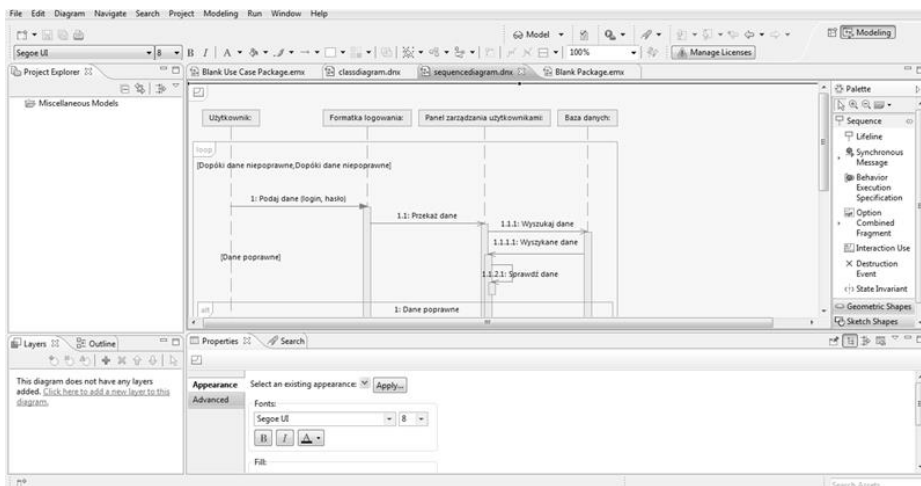 File Edit Diagram Navigate Search Project Modeling Run Window Help
Model
Modeling
Segoe UI 8 B I A 100% Manage Licenses
Project Explorer
Miscellaneous Models
Blank Use Case Package.emx classdiagram.dnx sequencediagram.dnx Blank Package.emx
Użytkownik: Formatka logowania: Panel zarządzania użytkownikami: Baza danych:
loop
[Dopóki dane niepoprawne,Dopóki dane niepoprawne]
1: Podaj dane (login, hasło)
1.1: Przekaż dane
1.1.1: Wyszukaj dane
1.1.1.1: Wyszykane dane
[Dane poprawne]
1.1.2.1: Sprawdź dane
alt
1: Dane poprawne
Palette
Sequence
Lifeline
Synchronous
Message
Behavior
Execution
Specification
Option
Combined
Fragment
Interaction Use
Destruction
Event
State Invariant
Geometric Shapes
Sketch Shapes
Layers Outline
This diagram does not have any layers
added. Click here to add a new layer to this
diagram.
Properties Search
Appearance
Advanced
Select an existing appearance: Apply...
Fonts:
Segoe UI 8
B I A
Fill:
Search Assets